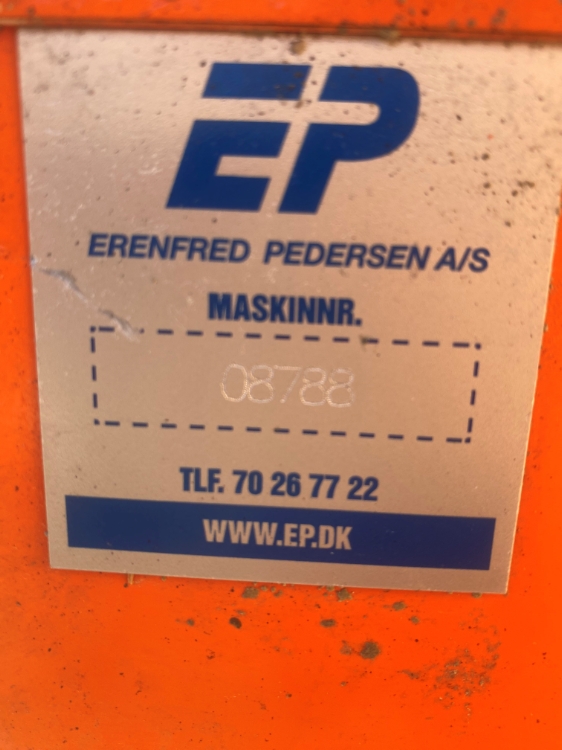 EP
ERENFRED PEDERSEN A/S
MASKINNR.
08788
TLF. 70 26 77 22
WWW.EP.DK